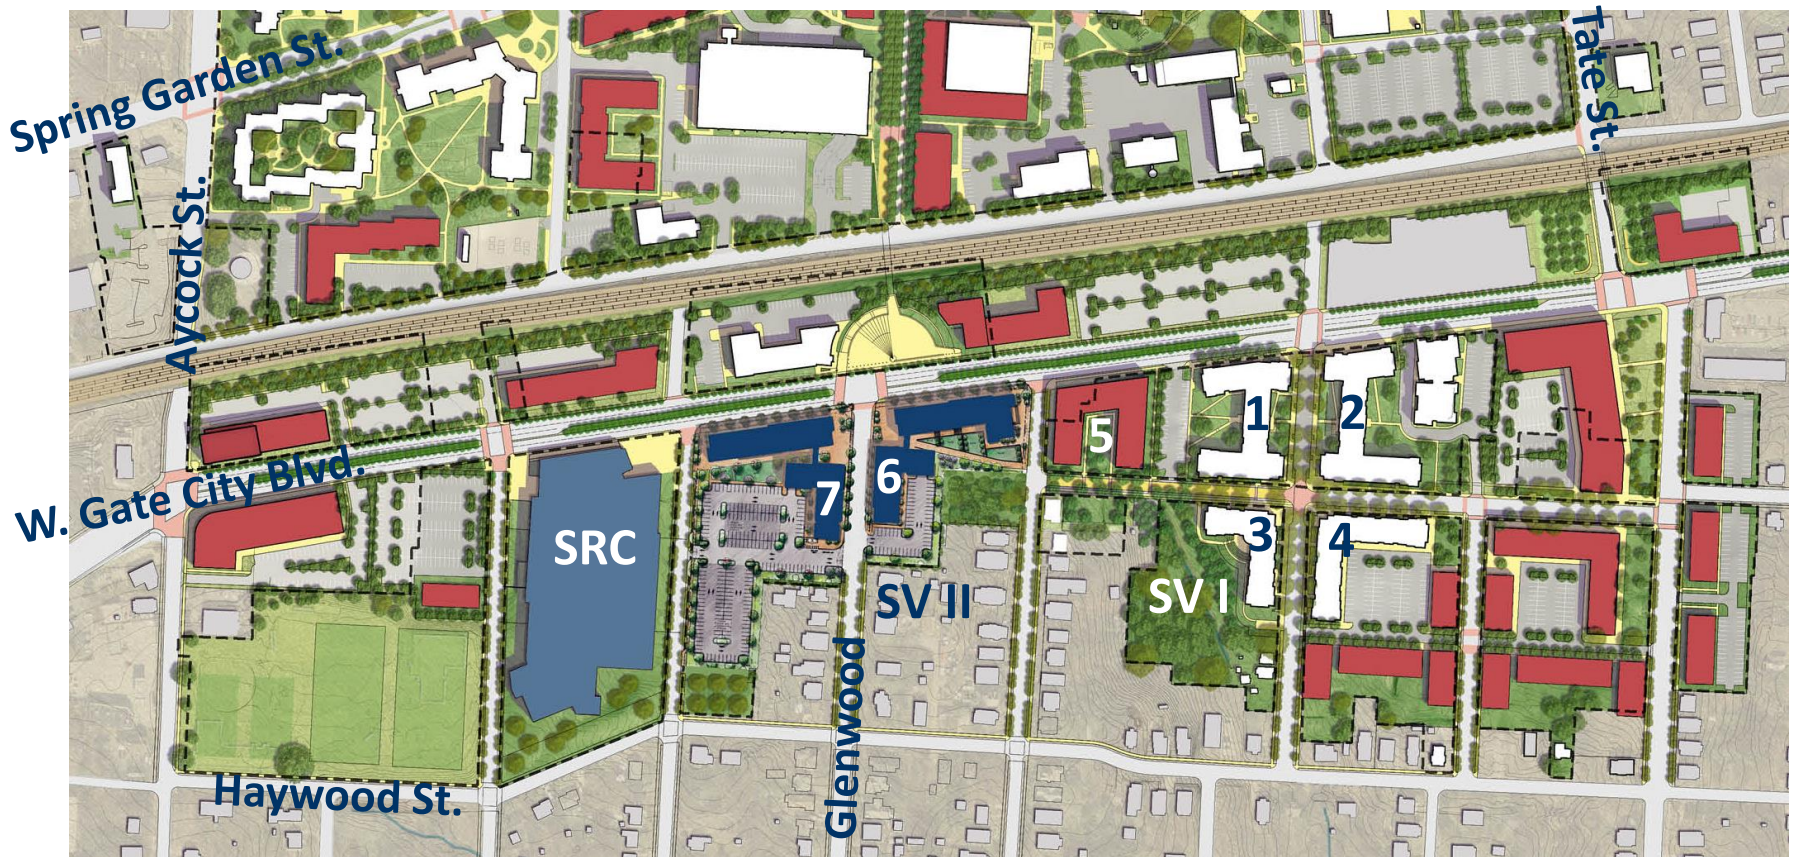 Spring Garden St.
Tate St.
Aycock St.
W. Gate City Blvd.
1
2
5
6
7
3
4
SRC
SV I
SV II
Glenwood
Haywood St.